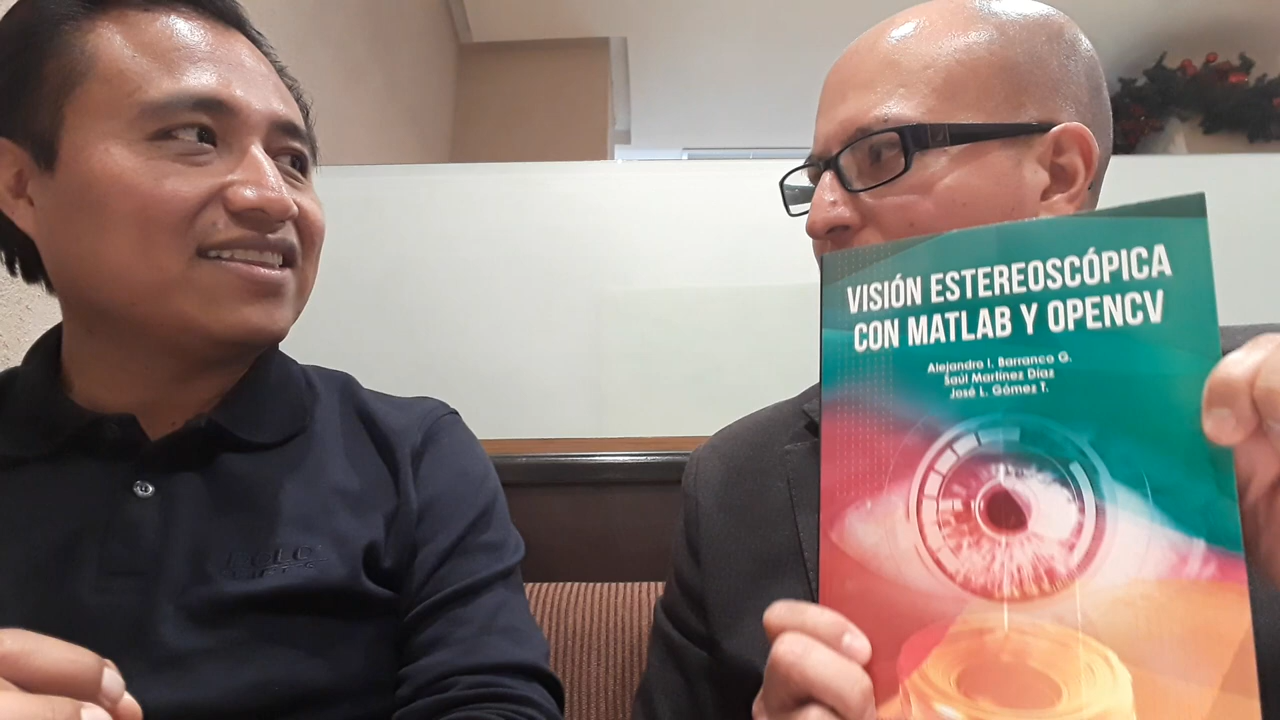 VISIÓN ESTEREOSCÓPICA
CON MATLAB Y OPENCV
Alejandro I. Barranco G.
Saúl Martínez Díaz
José L. Gómez T.